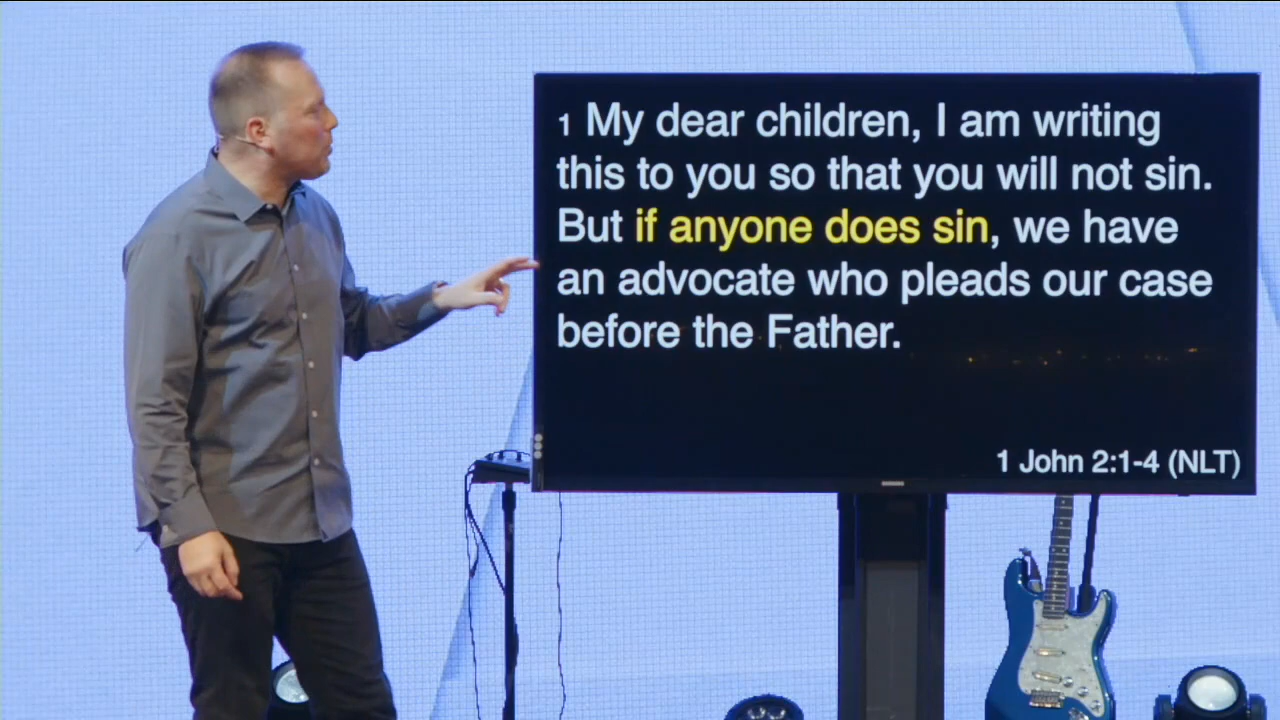 1 My dear children, I am writing
this to you so that you will not sin.
But if anyone does sin, we have
an advocate who pleads our case
before the Father.
1 John 2:1-4 (NLT)